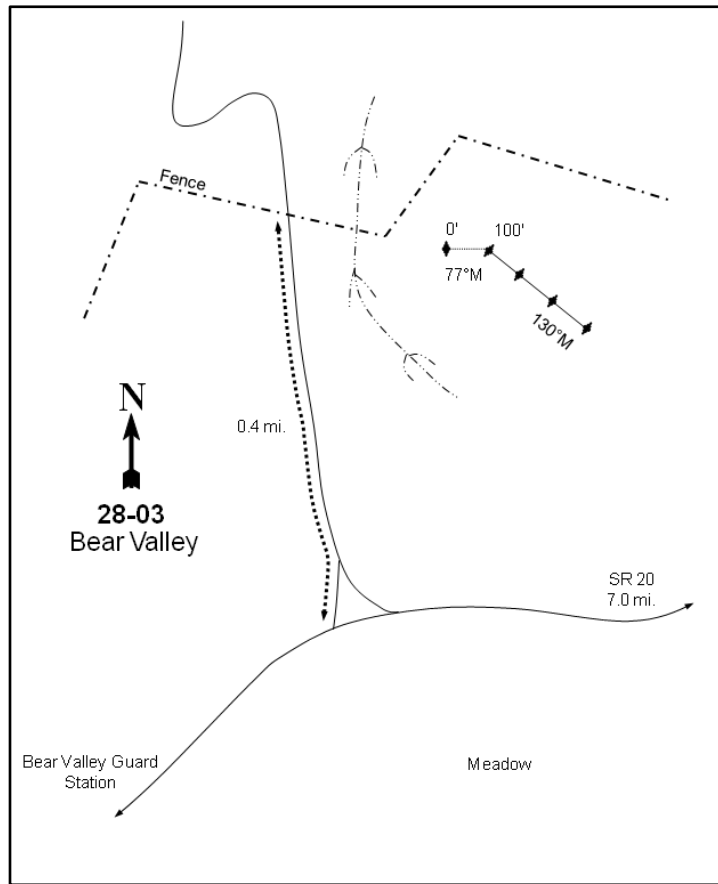 Fence
0' 100'
77°M
130°M
0.4 mi.
N
28-03
Bear Valley
SR 20
7.0 mi.
Bear Valley Guard
Station
Meadow